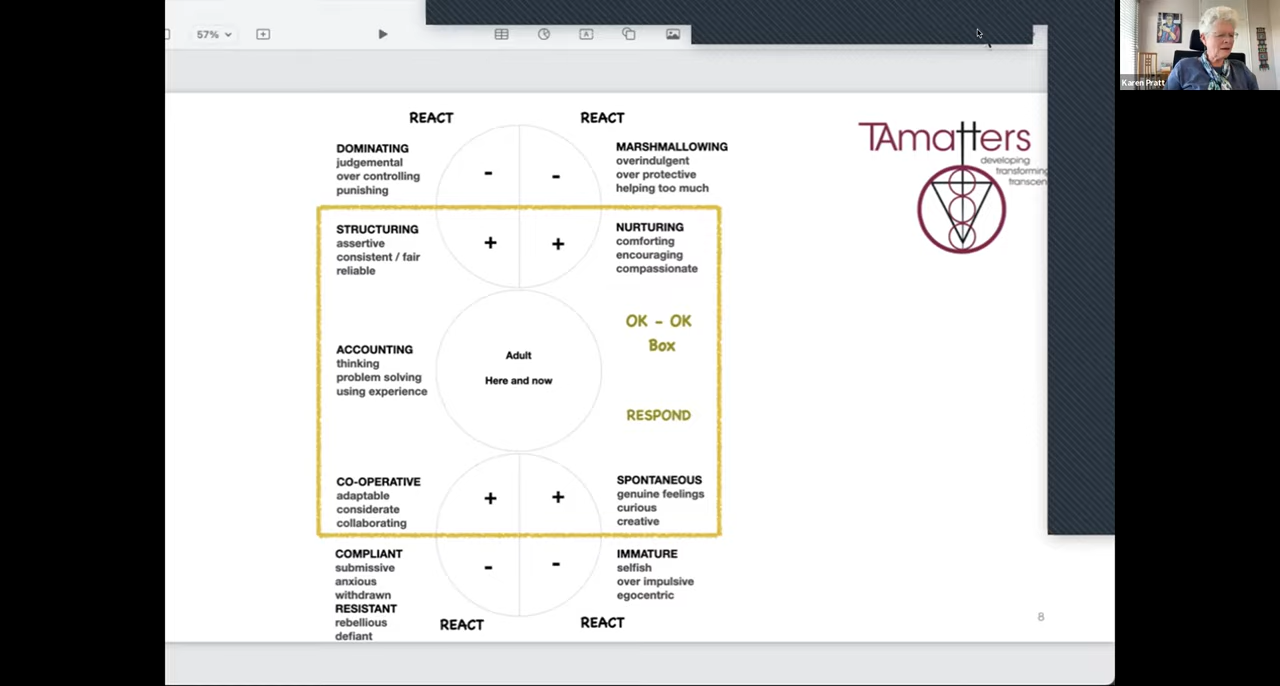 57%
Karen Pratt
REACT
REACT
DOMINATING
judgemental
over controlling
punishing
-
-
MARSHMALLOWING
overindulgent
over protective
helping too much
TAmatters
developing
transforming
transcen
STRUCTURING
assertive
consistent / fair
reliable
+
+
NURTURING
comforting
encouraging
compassionate
OK - OK
Box
ACCOUNTING
thinking
problem solving
using experience
Adult
Here and now
RESPOND
CO-OPERATIVE
adaptable
considerate
collaborating
+
+
SPONTANEOUS
genuine feelings
curious
creative
COMPLIANT
submissive
anxious
withdrawn
RESISTANT
rebellious
defiant
-
-
IMMATURE
selfish
over impulsive
egocentric
REACT
REACT
8